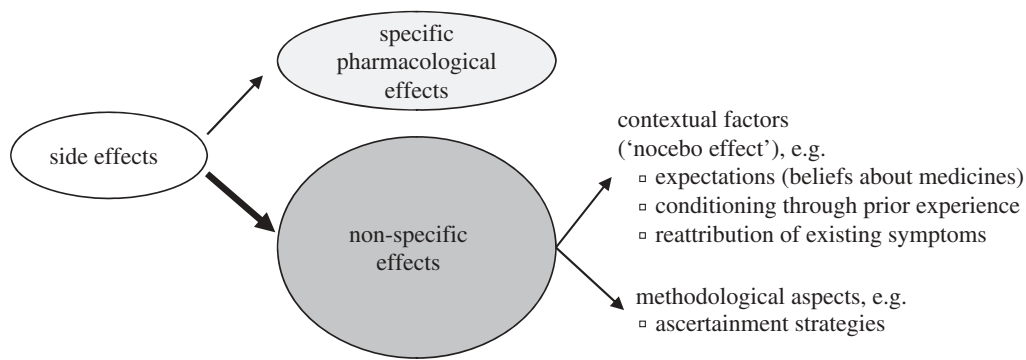 specific
pharmacological
effects
side effects
non-specific
effects
contextual factors
(‘nocebo effect’), e.g.
▫ expectations (beliefs about medicines)
▫ conditioning through prior experience
▫ reattribution of existing symptoms
methodological aspects, e.g.
▫ ascertainment strategies